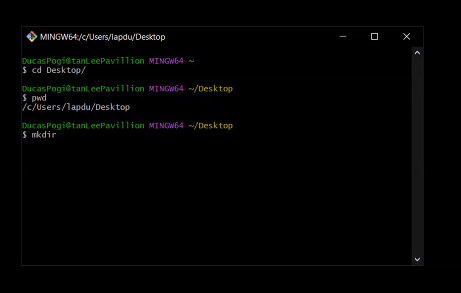 MINGW64:/c/Users/lapdu/Desktop
DucasPogi@tanLeePavillion MINGW64 ~
$ cd Desktop/
DucasPogi@tanLeePavillion MINGW64 ~/Desktop
$ pwd
/c/Users/lapdu/Desktop
DucasPogi@tanLeePavillion MINGW64 ~/Desktop
$ mkdir